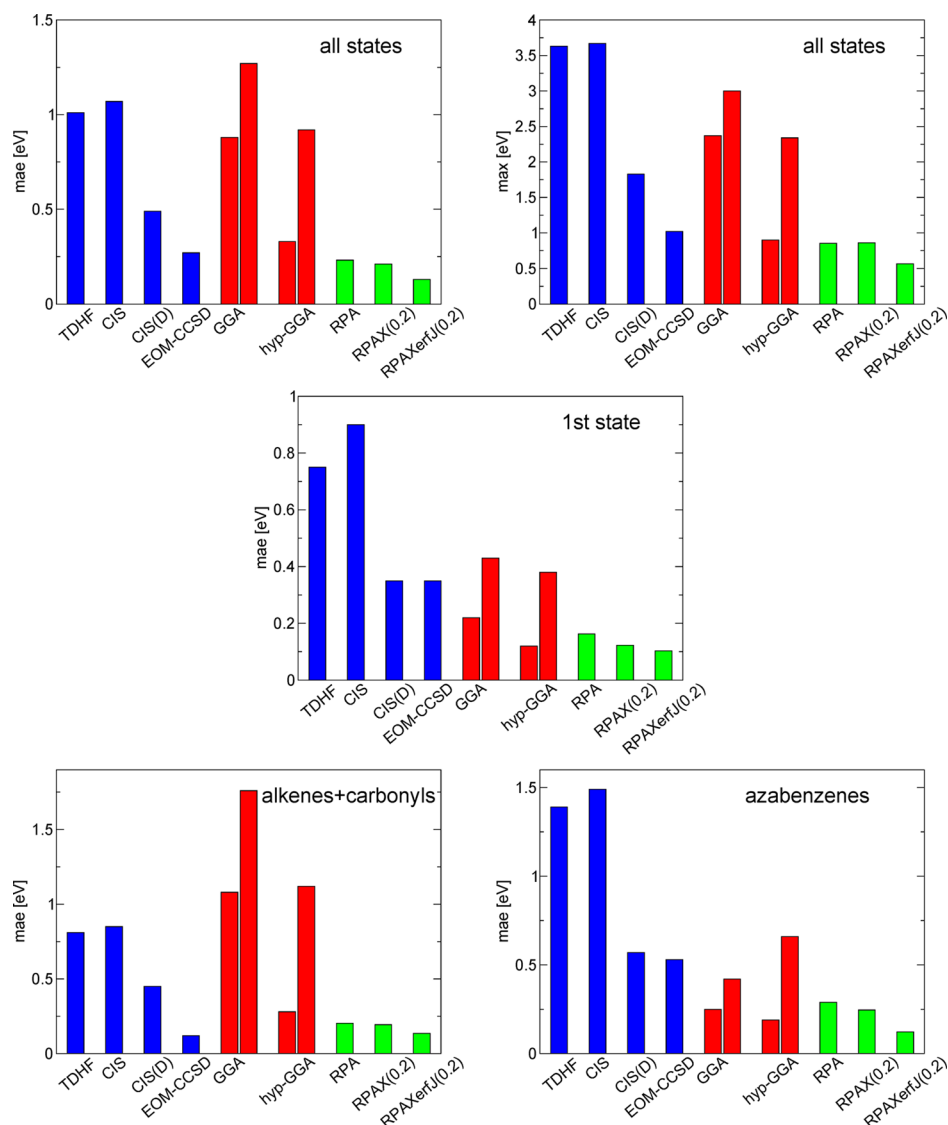 all states
mae [eV]
1.5
1
0.5
0
TDHF
CIS
CIS(D)
EOM-CCSD
GGA
hyp-GGA
RPA
RPAX(0.2)
RPAXerfJ(0.2)
all states
max [eV]
4
3.5
3
2.5
2
1.5
1
0.5
0
TDHF
CIS
CIS(D)
EOM-CCSD
GGA
hyp-GGA
RPA
RPAX(0.2)
RPAXerfJ(0.2)
1st state
mae [eV]
1
0.8
0.6
0.4
0.2
0
TDHF
CIS
CIS(D)
EOM-CCSD
GGA
hyp-GGA
RPA
RPAX(0.2)
RPAXerfJ(0.2)
alkenes+carbonyls
mae [eV]
1.5
1
0.5
0
TDHF
CIS
CIS(D)
EOM-CCSD
GGA
hyp-GGA
RPA
RPAX(0.2)
RPAXerfJ(0.2)
azabenzenes
mae [eV]
1.5
1
0.5
0
TDHF
CIS
CIS(D)
EOM-CCSD
GGA
hyp-GGA
RPA
RPAX(0.2)
RPAXerfJ(0.2)